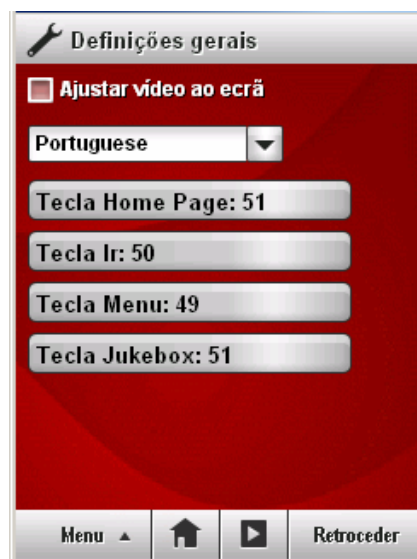 Definições gerais
Ajustar vídeo ao ecrã
Portuguese
Tecla Home Page: 51
Tecla Ir: 50
Tecla Menu: 49
Tecla Jukebox: 51
Menu Retroceder